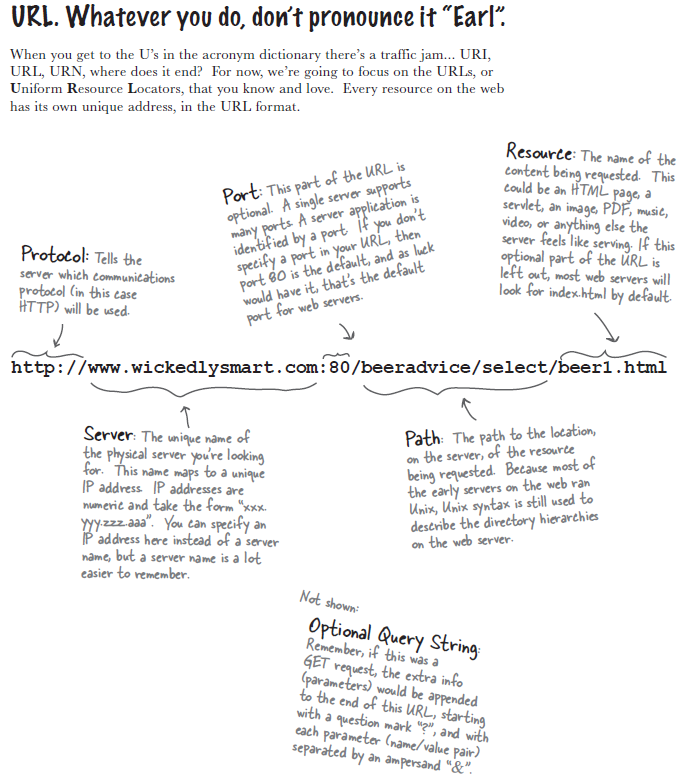 URL. Whatever you do, don't pronounce it "Earl".
When you get to the U's in the acronym dictionary there's a traffic jam... URI,
URL, URN, where does it end? For now, we're going to focus on the URLs, or
Uniform Resource Locators, that you know and love. Every resource on the web
has its own unique address, in the URL format.
Protocol: Tells the
server which communications
protocol (in this case
HTTP) will be used.
Port: This part of the URL is
optional. A single server supports
many ports. A server application is
identified by a port. If you don't
specify a port in your URL, then
port 80 is the default, and as luck
would have it, that's the default
port for web servers.
Resource: The name of the
content being requested. This
could be an HTML page, a
servlet, an image, PDF, music,
video, or anything else the
server feels like serving. If this
optional part of the URL is
left out, most web servers will
look for index.html by default.
http://www.wickedlysmart.com:80/beeradvice/select/beer1.html
Server: The unique name of
the physical server you're looking
for. This name maps to a unique
IP address. IP addresses are
numeric and take the form "xxx.
yyy.zzz.aaa". You can specify an
IP address here instead of a server
name, but a server name is a lot
easier to remember.
Path: The path to the location,
on the server, of the resource
being requested. Because most of
the early servers on the web ran
Unix, Unix syntax is still used to
describe the directory hierarchies
on the web server.
Not shown:
Optional Query String:
Remember, if this was a
GET request, the extra info
(parameters) would be appended
to the end of this URL, starting
with a question mark "?", and with
each parameter (name/value pair)
separated by an ampersand "&".